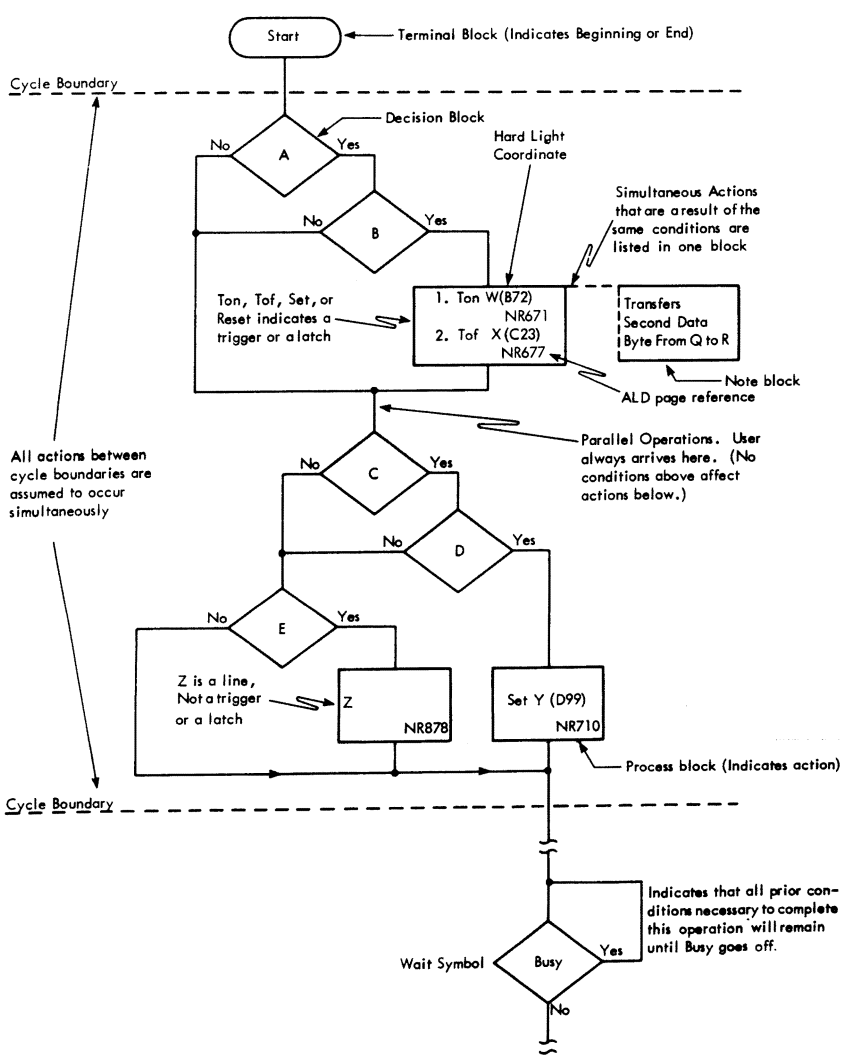 Start
Terminal Block (Indicates Beginning or End)
Cycle Boundary
Decision Block
No
A
Yes
Hard Light
Coordinate
Simultaneous Actions
that are a result of the
same conditions are
listed in one block
No
B
Yes
Ton, Tof, Set, or
Reset indicates a
trigger or a latch
1. Ton W(B72)
NR671
2. Tof X(C23)
NR677
Transfers
Second Data
Byte From Q to R
Note block
ALD page reference
Parallel Operations. User
always arrives here. (No
conditions above affect
actions below.)
All actions between
cycle boundaries are
assumed to occur
simultaneously
No
C
Yes
No
D
Yes
No
E
Yes
Z is a line,
Not a trigger
or a latch
Z
NR878
Set Y (D99)
NR710
Process block (Indicates action)
Cycle Boundary
Indicates that all prior con-
ditions necessary to complete
this operation will remain
until Busy goes off.
Wait Symbol
Busy
Yes
No